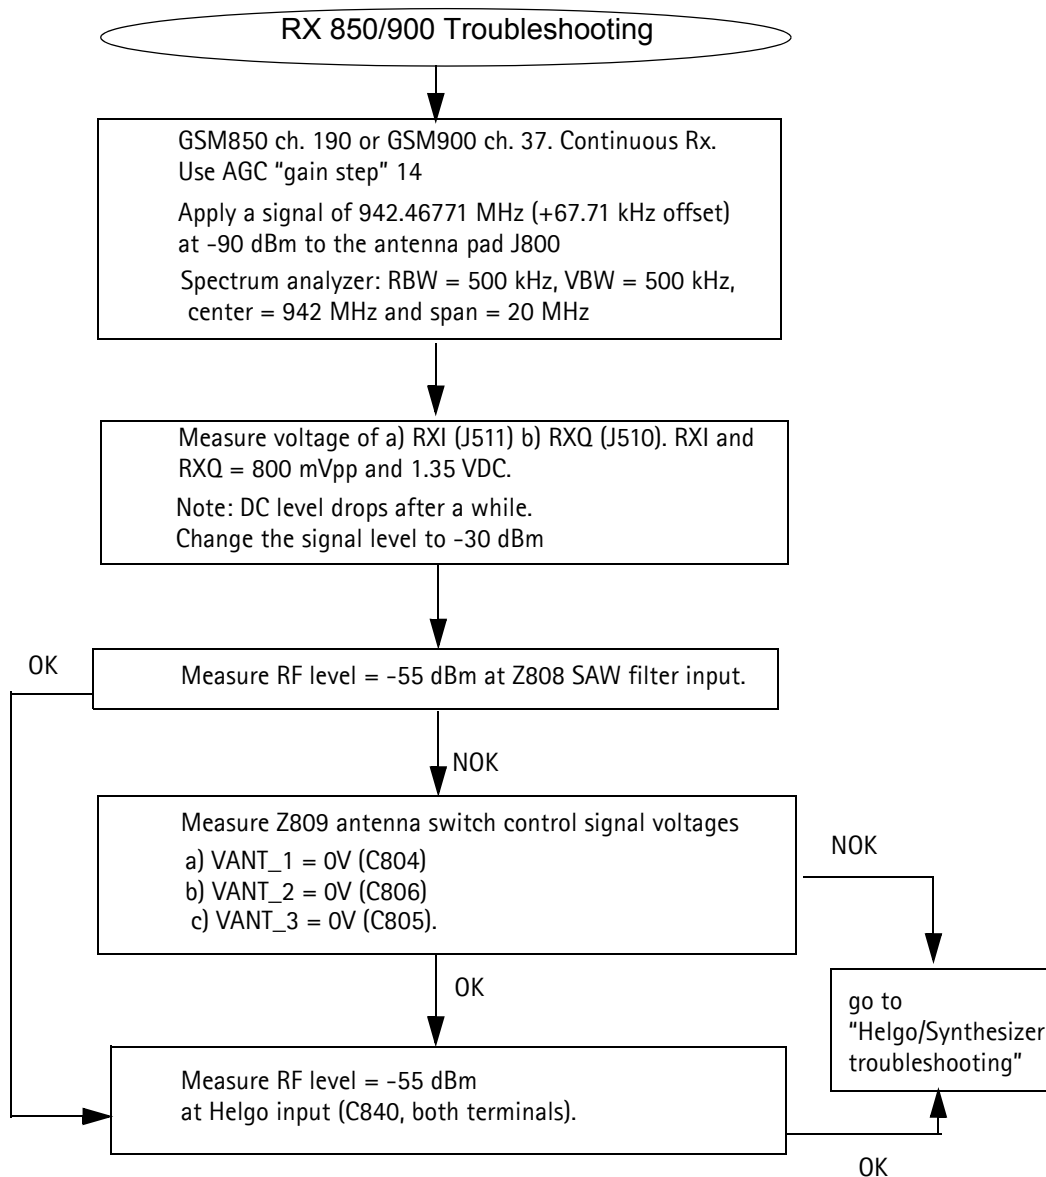 RX 850/900 Troubleshooting
GSM850 ch. 190 or GSM900 ch. 37. Continuous Rx.
Use AGC “gain step” 14
Apply a signal of 942.46771 MHz (+67.71 kHz offset)
at -90 dBm to the antenna pad J800
Spectrum analyzer: RBW = 500 kHz, VBW = 500 kHz,
center = 942 MHz and span = 20 MHz
Measure voltage of a) RXI (J511) b) RXQ (J510). RXI and
RXQ = 800 mVpp and 1.35 VDC.
Note: DC level drops after a while.
Change the signal level to -30 dBm
OK
Measure RF level = -55 dBm at Z808 SAW filter input.
NOK
Measure Z809 antenna switch control signal voltages
a) VANT_1 = 0V (C804)
b) VANT_2 = 0V (C806)
c) VANT_3 = 0V (C805).
NOK
OK
go to
“Helgo/Synthesizer
troubleshooting”
Measure RF level = -55 dBm
at Helgo input (C840, both terminals).
OK